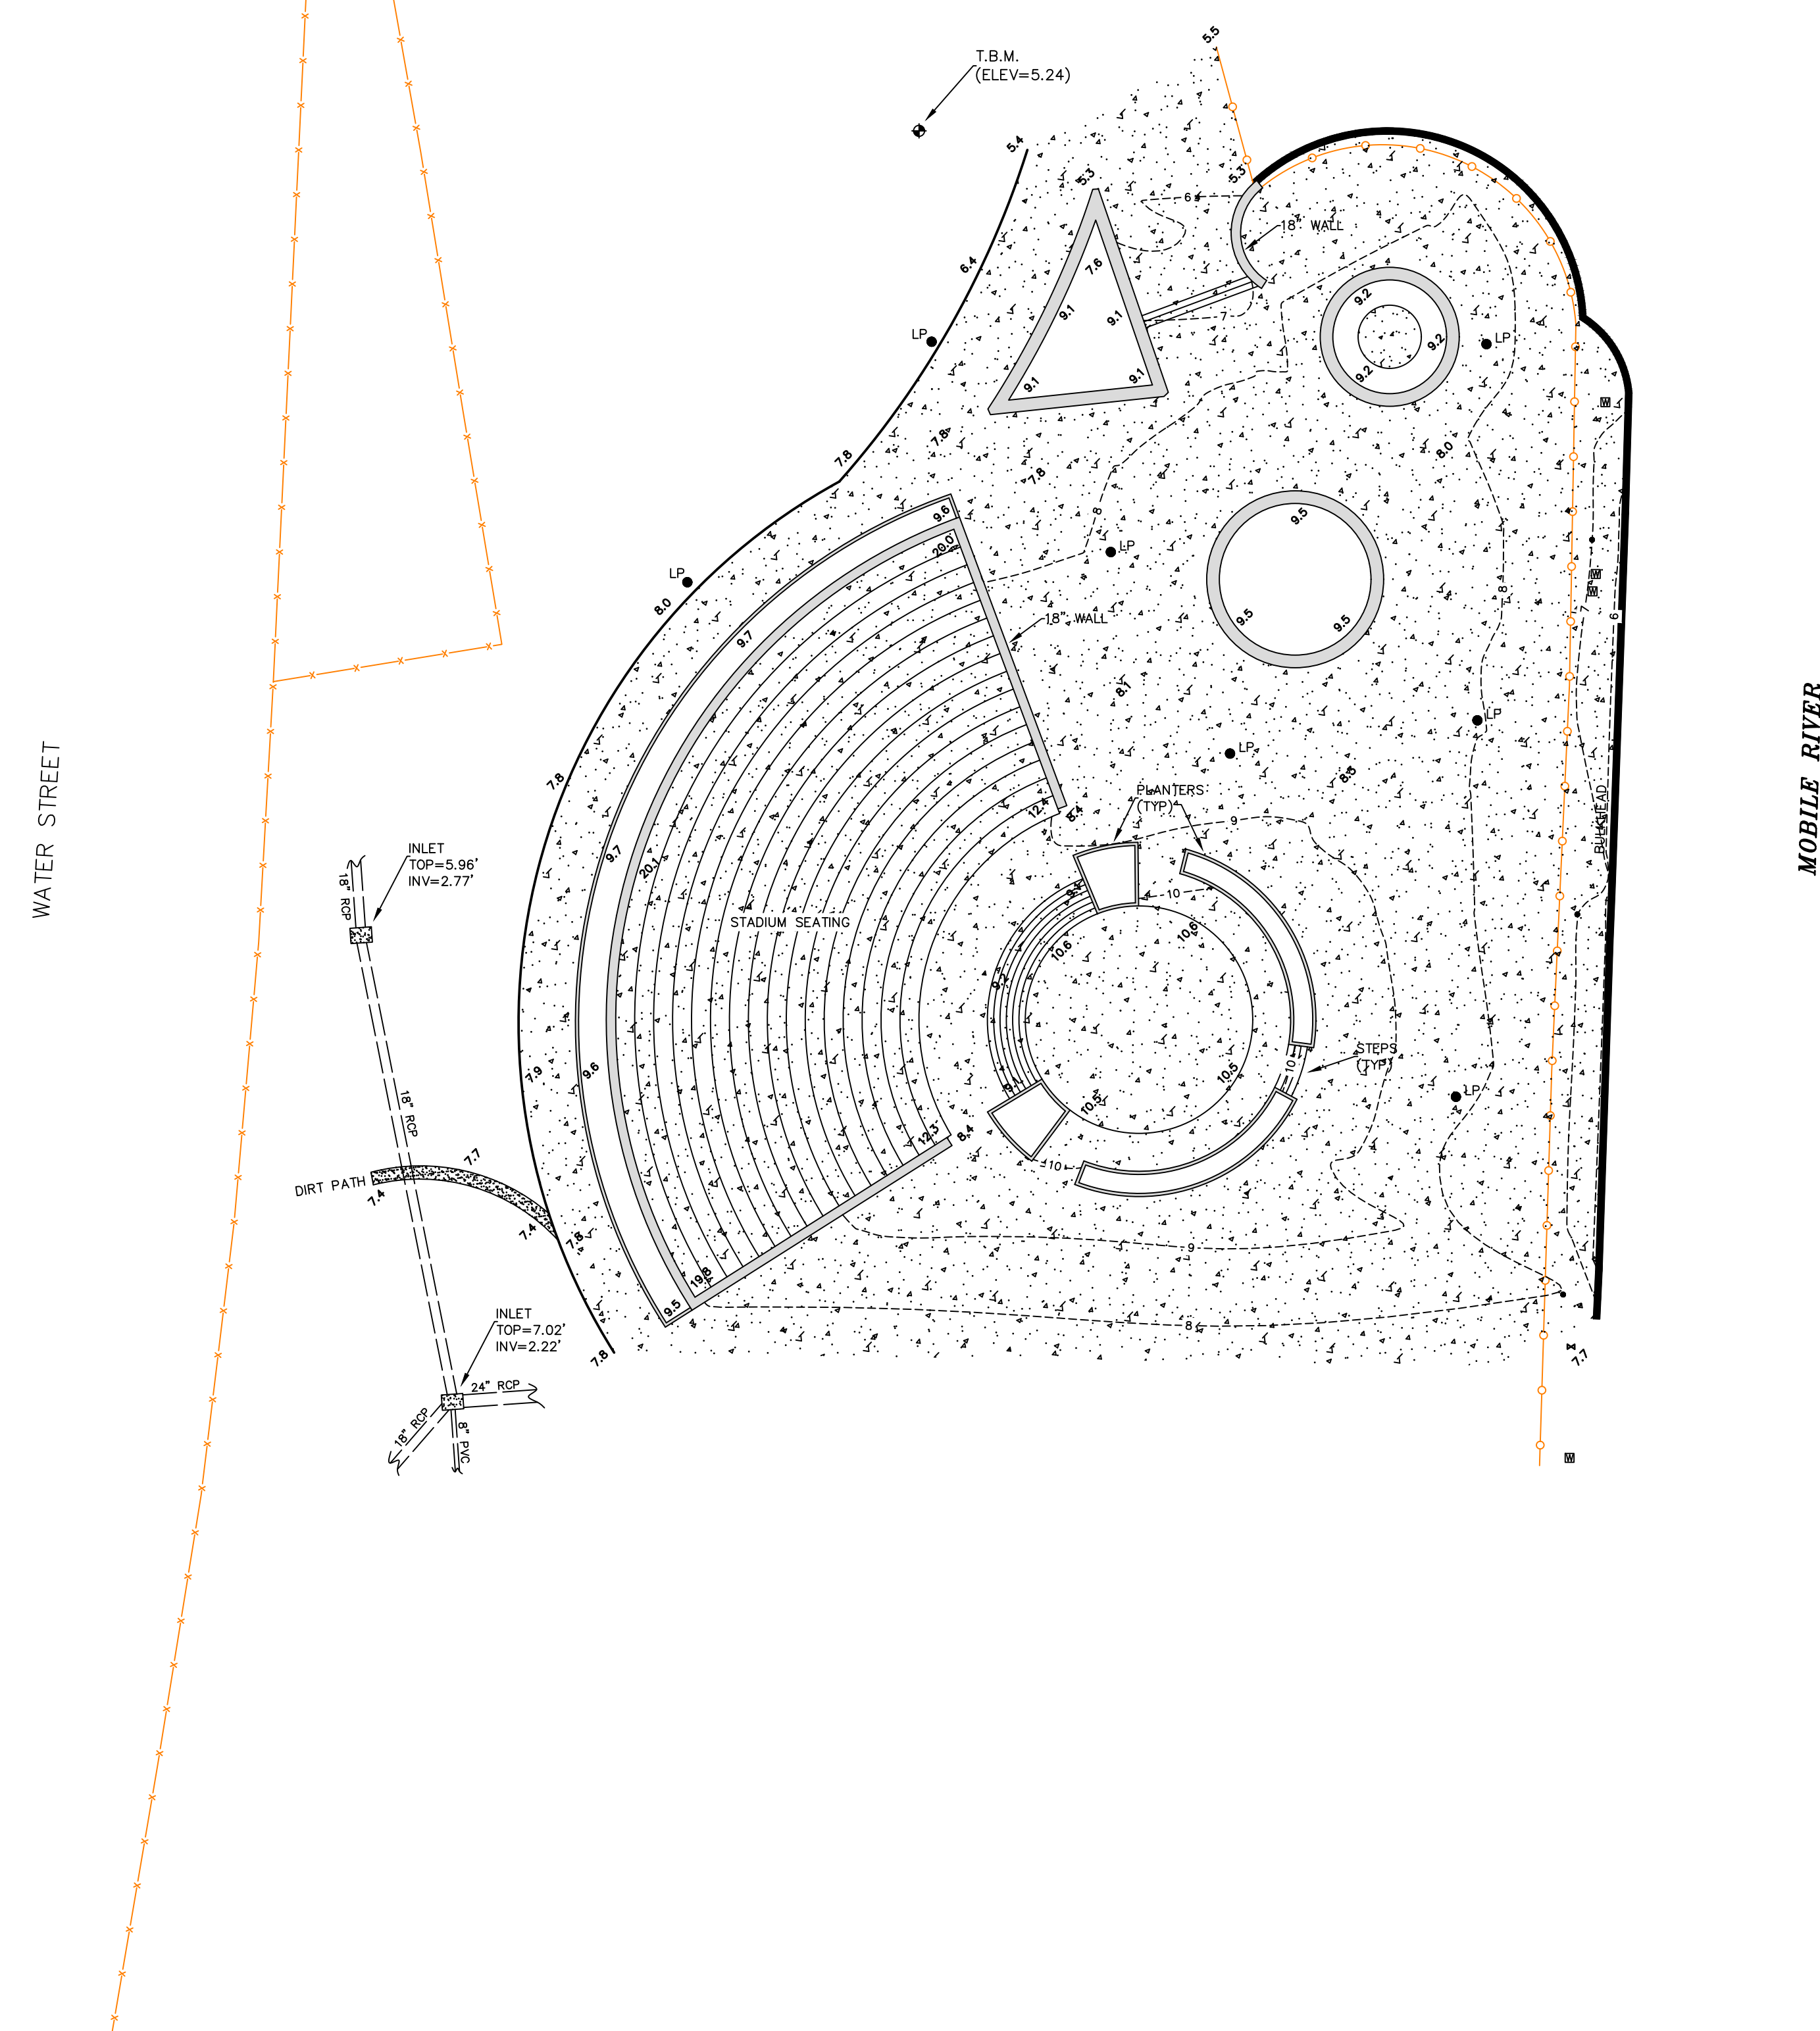 5.5
T.B.M.
(ELEV=5.24)
5.4
5.3
5.3
6
18" WALL
6.4
7.6
9.1
9.1
7
9.2
9.2
9.2
LP
LP
9.1
9.1
7.8
7.8
7.8
8.0
9.6
20.0
8
9.5
LP
LP
8.0
9.5
9.5
8
7
6
18" WALL
9.7
8.1
LP
LP
8.3
7.8
MOBILE RIVER
WATER STREET
BULKHEAD
PLANTERS
(TYP)
12.4
8.4
9
INLET
TOP=5.96'
INV=2.77'
18" RCP
9.7
20.1
STADIUM SEATING
10
10.6
10.6
9.2
7.9
9.6
STEPS
(TYP)
10
10.5
10.5
LP
18" RCP
12.3
8.4
7.7
DIRT PATH
7.4
7.4
10
9
19.8
9.5
8
INLET
TOP=7.02'
INV=2.22'
7.8
7.7
24" RCP
18" RCP
8" PVC
W
W
W
W